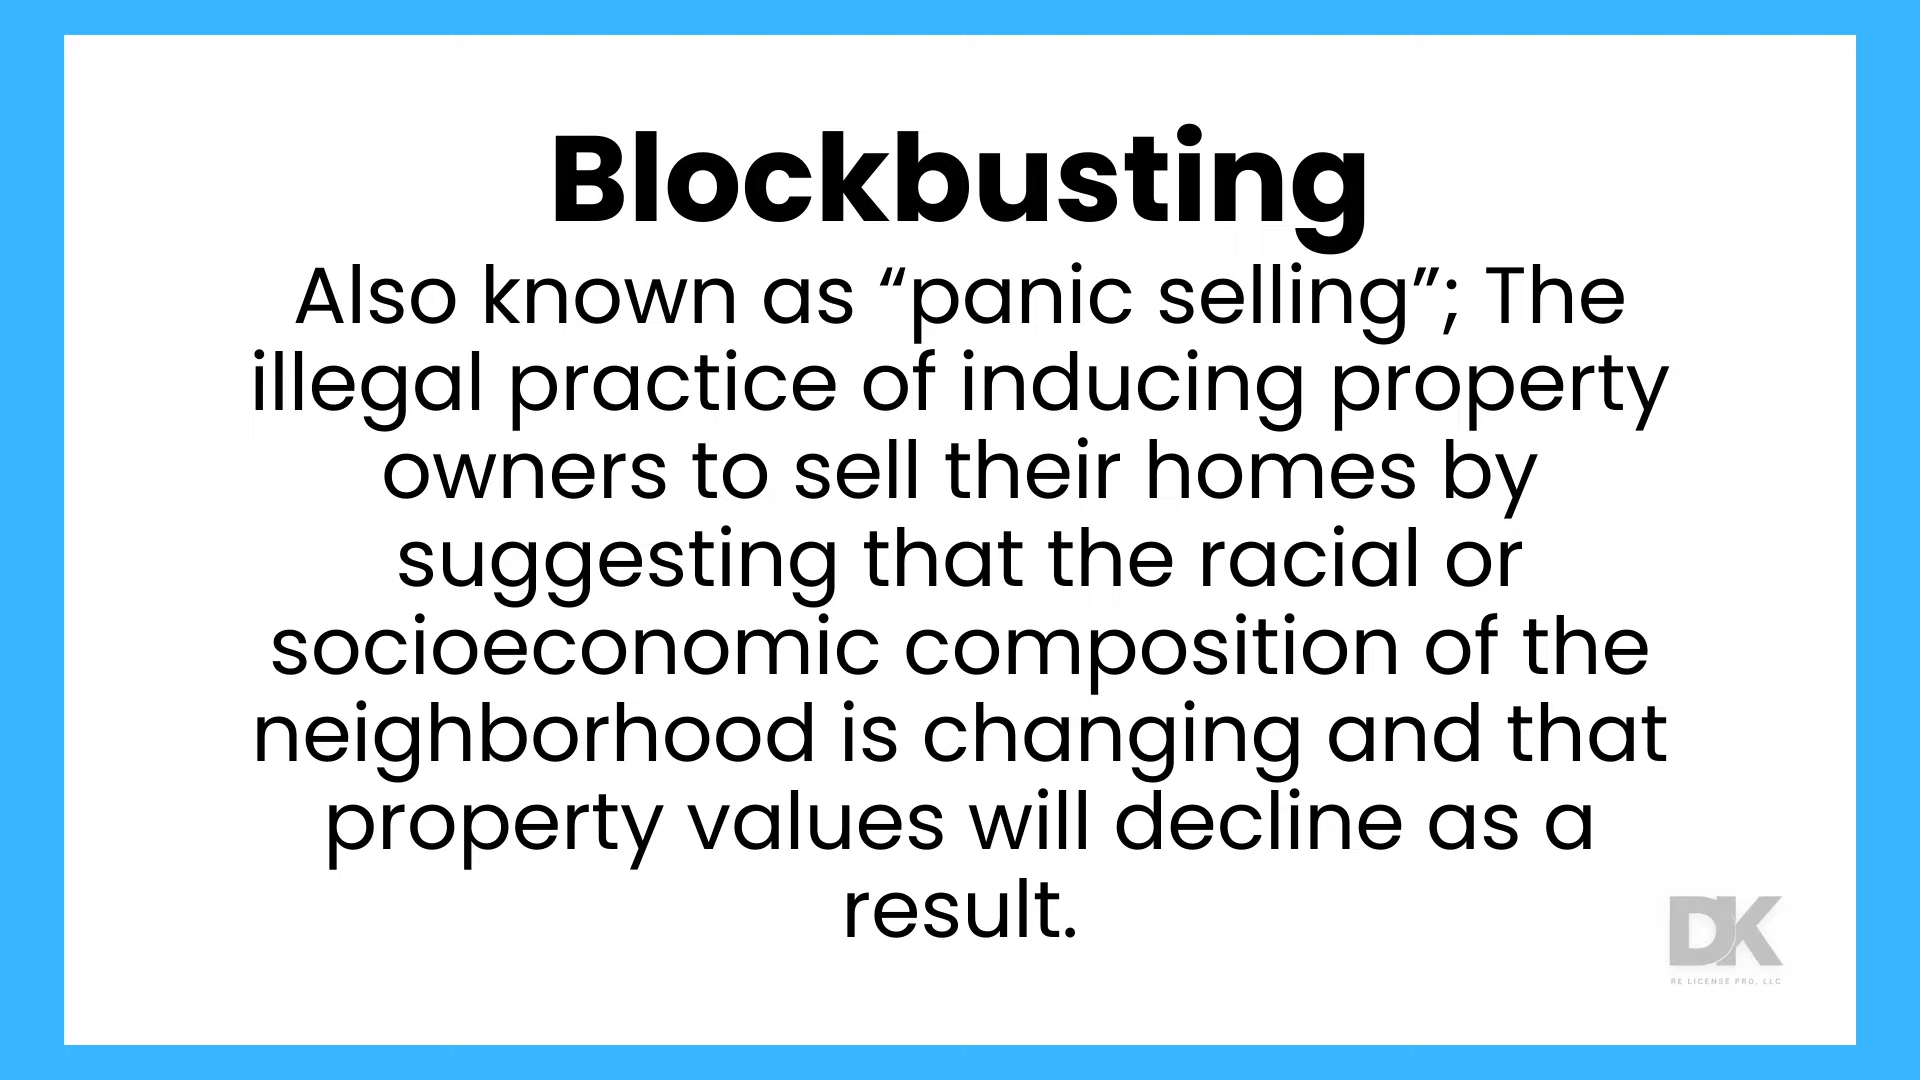 Blockbusting
Also known as “panic selling”; The
illegal practice of inducing property
owners to sell their homes by
suggesting that the racial or
socioeconomic composition of the
neighborhood is changing and that
property values will decline as a
result.
DK
RE LICENSE PRO, LLC